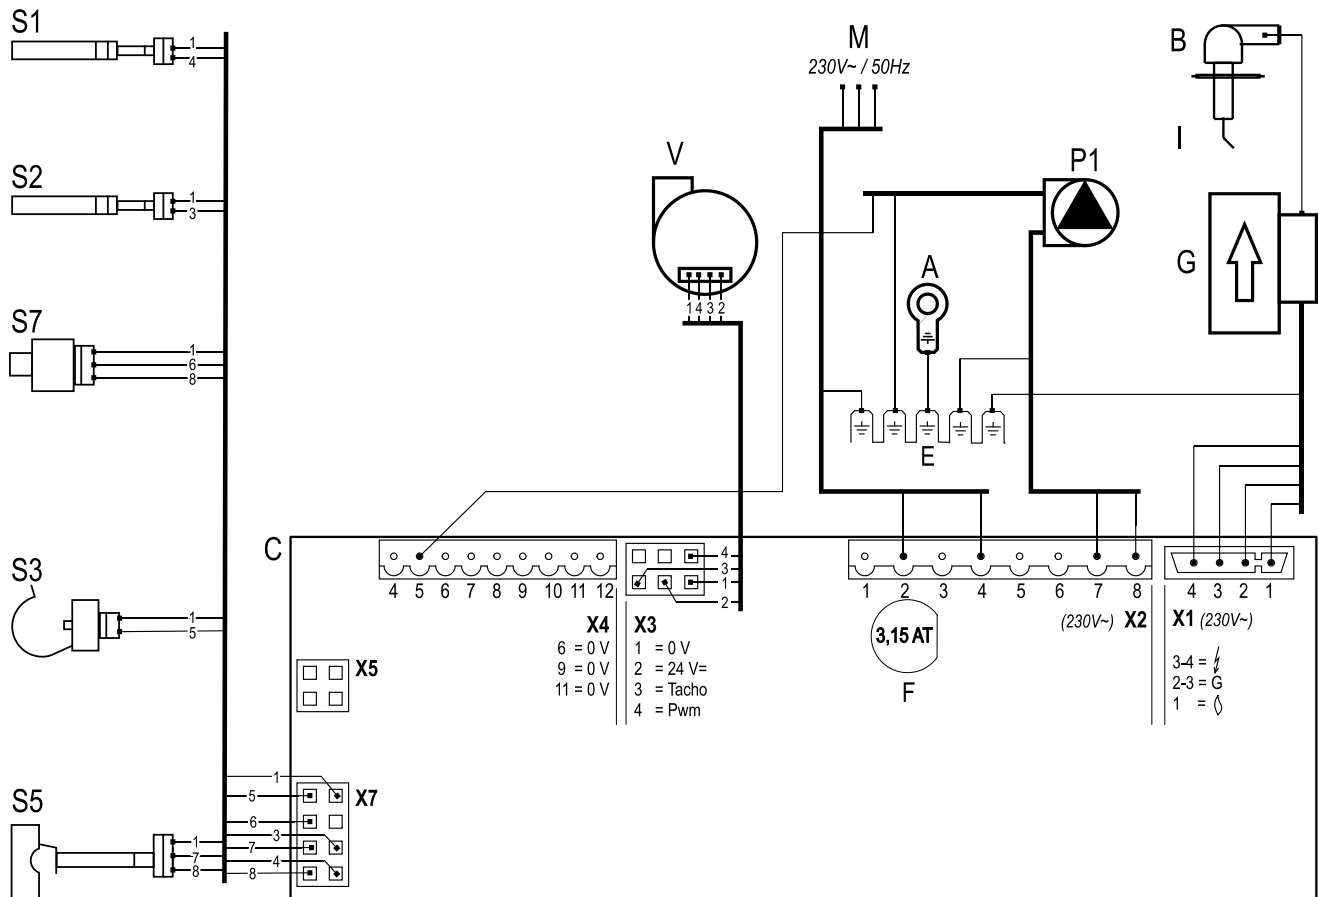 S1
1
4
S2
1
3
S7
1
6
8
S3
1
5
S5
1
7
8
M
230V~ / 50Hz
V
1 4 3 2
P1
A
E
B
I
G
C
4 5 6 7 8 9 10 11 12
X4
6 = 0 V
9 = 0 V
11 = 0 V
4
3
1
2
X3
1 = 0 V
2 = 24 V=
3 = Tacho
4 = Pwm
1 2 3 4 5 6 7 8
(230V~) X2
3,15 AT
F
4 3 2 1
X1 (230V~)
3-4 =
2-3 = G
1 =
X5
X7
1
5
6
3
7
4
8